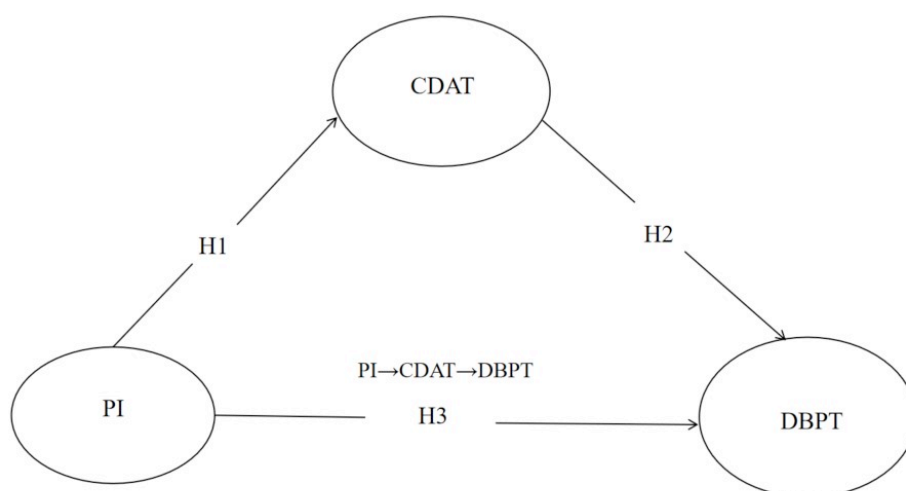 CDAT
H1
H2
PI→CDAT→DBPT
PI
H3
DBPT